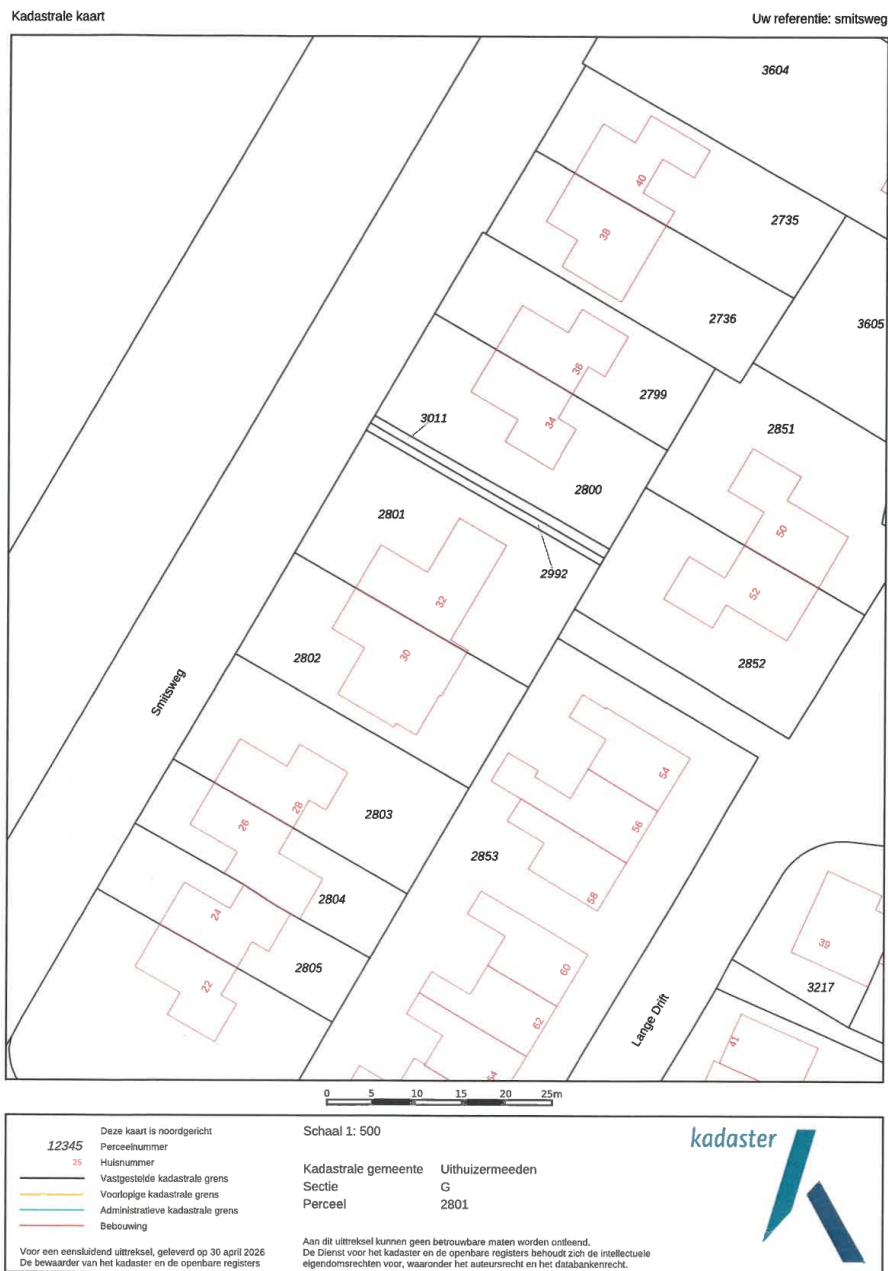 Kadastrale kaart
Uw referentie: smitsweg
3604
40
2735
38
2736
3605
36
2799
3011
34
2851
2800
2801
50
2992
32
52
30
2802
2852
Smitsweg
54
28
2803
26
56
2853
58
2804
24
2805
39
60
22
3217
62
Lange Drift
41
64
0 5 10 15 20 25m
Deze kaart is noordgericht
12345 Perceelnummer
25 Huisnummer
Vastgestelde kadastrale grens
Voorlopige kadastrale grens
Administratieve kadastrale grens
Bebouwing
Voor een eensluidend uittreksel, geleverd op 30 april 2026
De bewaarder van het kadaster en de openbare registers
Schaal 1: 500
Kadastrale gemeente Uithuizermeeden
Sectie G
Perceel 2801
Aan dit uittreksel kunnen geen betrouwbare maten worden ontleend.
De Dienst voor het kadaster en de openbare registers behoudt zich de intellectuele
eigendomsrechten voor, waaronder het auteursrecht en het databankenrecht.
kadaster